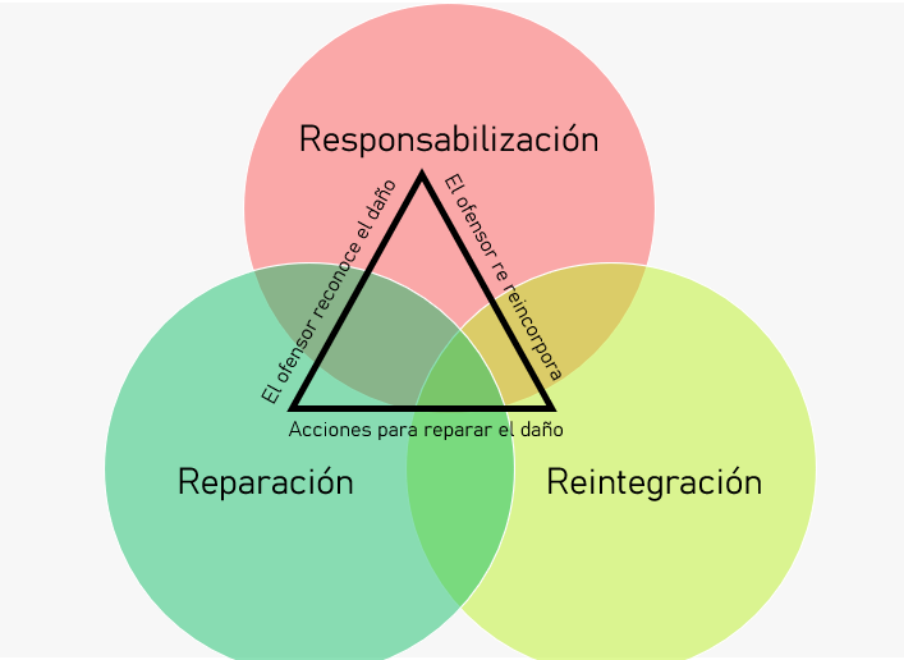 Responsabilización
El ofensor reconoce el daño
El ofensor re reincorpora
Acciones para reparar el daño
Reparación
Reintegración